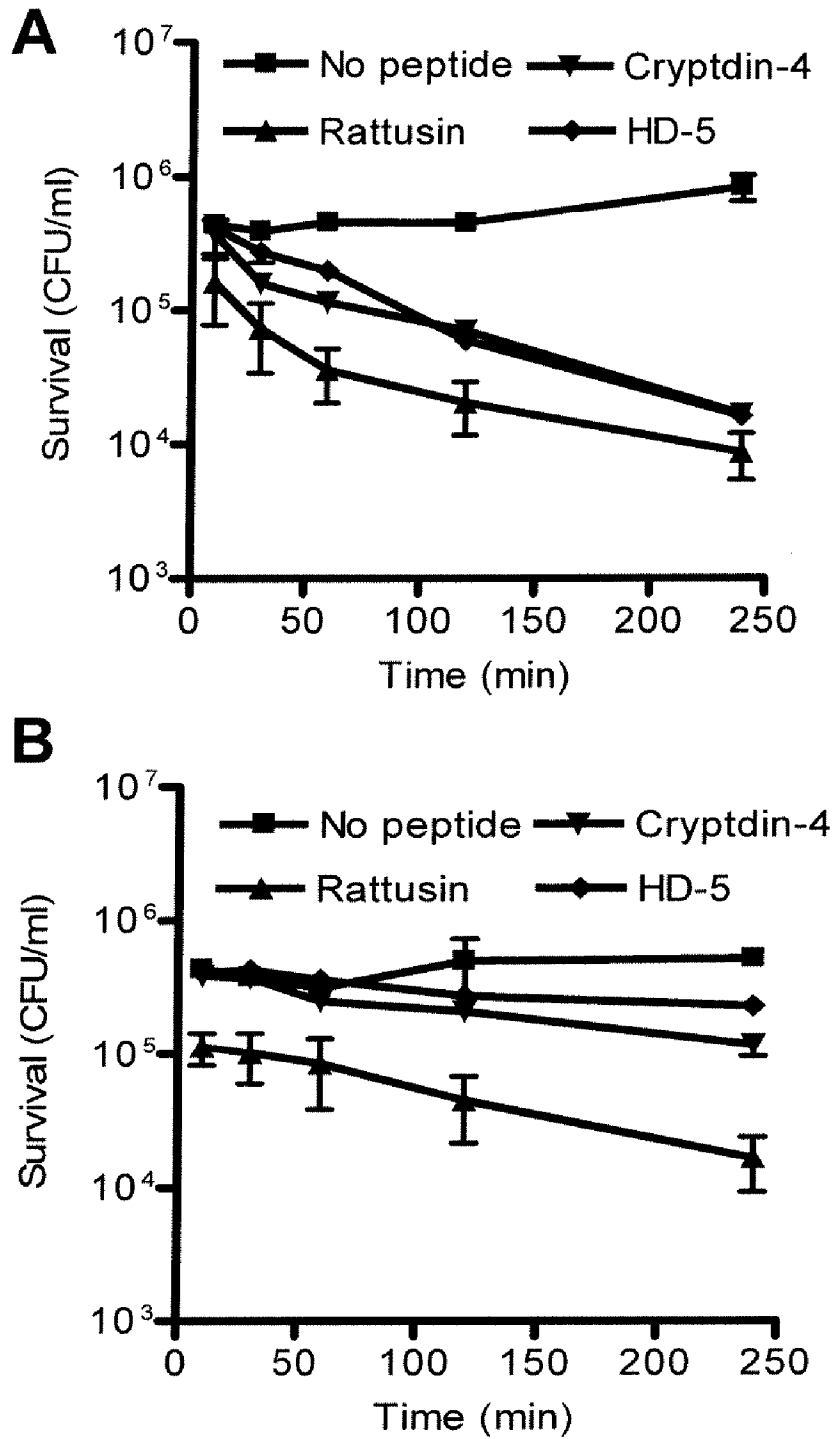 A
10⁷
No peptide Cryptdin-4
Rattusin HD-5
10⁶
10⁵
10⁴
10³
Survival (CFU/ml)
0 50 100 150 200 250
Time (min)
B
10⁷
No peptide Cryptdin-4
Rattusin HD-5
10⁶
10⁵
10⁴
10³
Survival (CFU/ml)
0 50 100 150 200 250
Time (min)